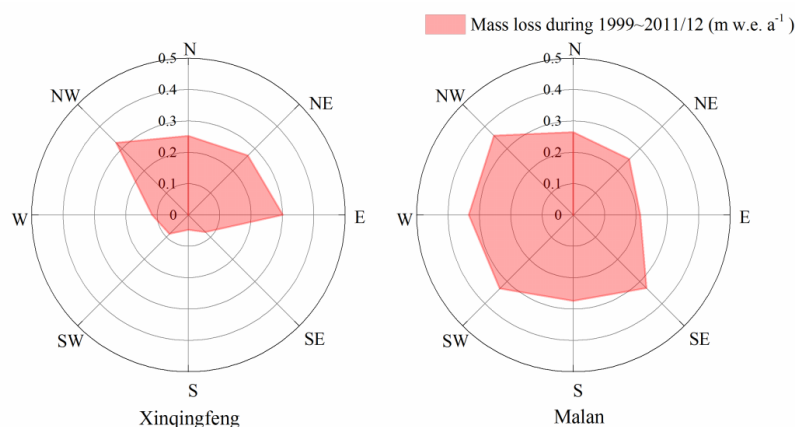 Mass loss during 1999~2011/12 (m w.e. a⁻¹ )
N
NE
E
SE
S
SW
W
NW
0.5
0.4
0.3
0.2
0.1
0
Xinqingfeng
N
NE
E
SE
S
SW
W
NW
0.5
0.4
0.3
0.2
0.1
0
Malan